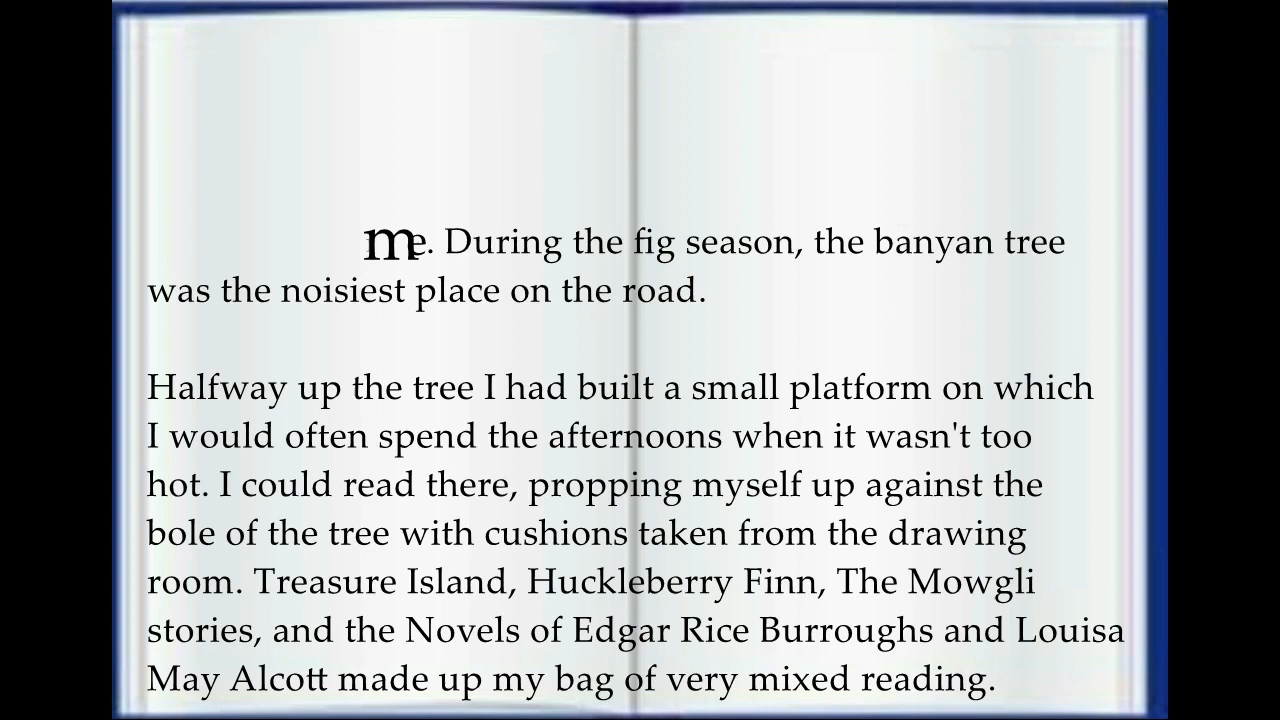 me. During the fig season, the banyan tree
was the noisiest place on the road.
Halfway up the tree I had built a small platform on which
I would often spend the afternoons when it wasn't too
hot. I could read there, propping myself up against the
bole of the tree with cushions taken from the drawing
room. Treasure Island, Huckleberry Finn, The Mowgli
stories, and the Novels of Edgar Rice Burroughs and Louisa
May Alcott made up my bag of very mixed reading.